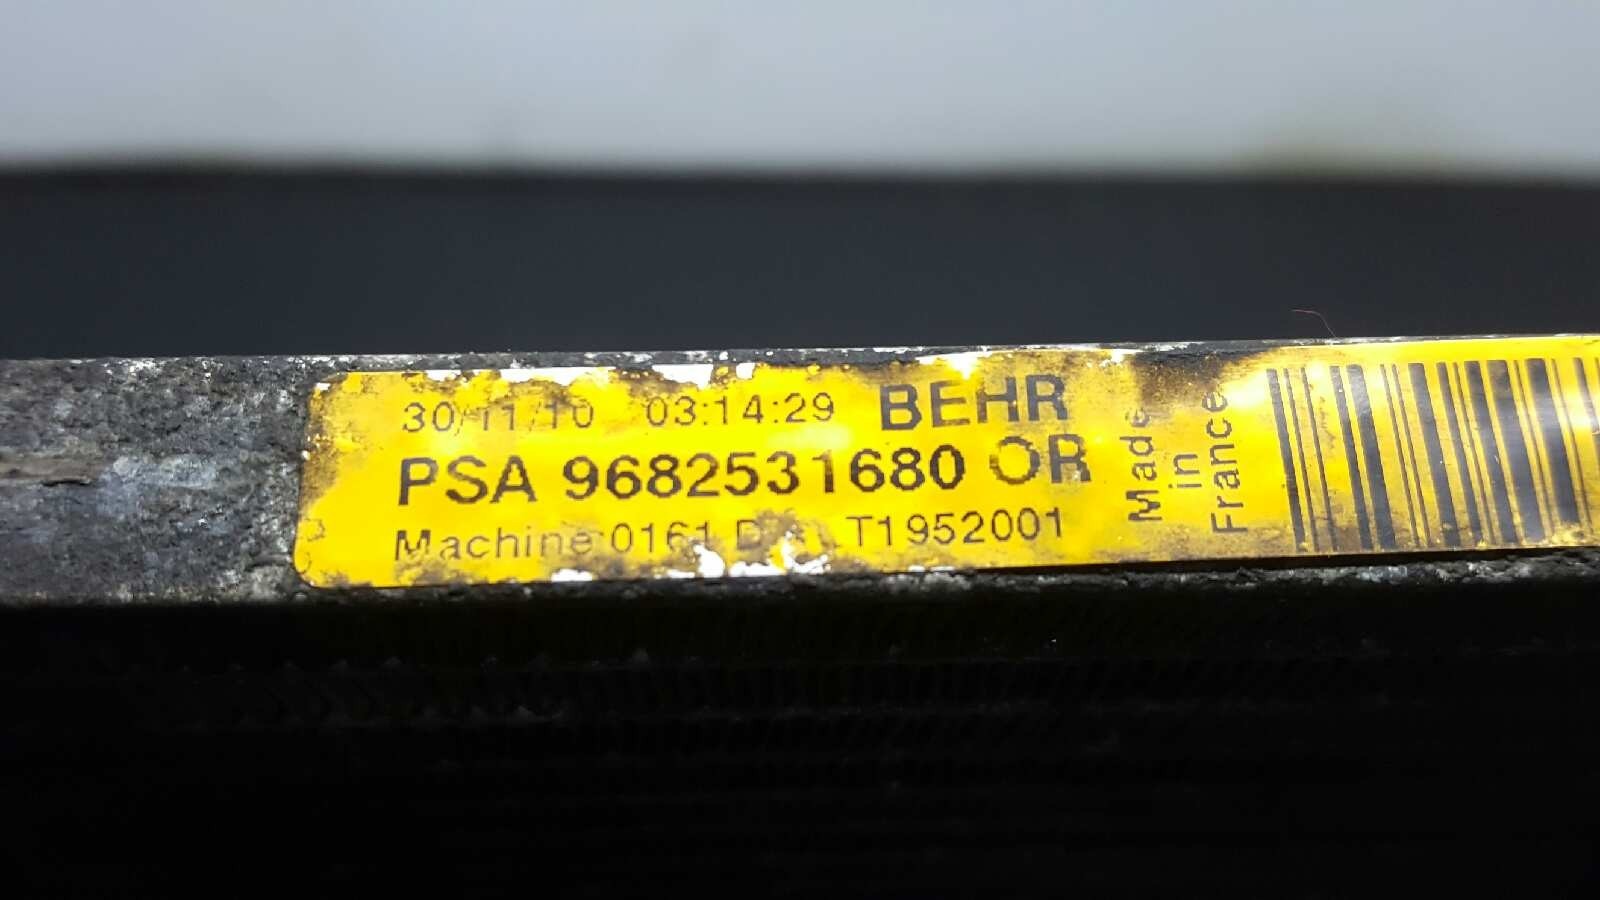 30/11/10 03:14:29 BEHR
PSA 9682531680 OR
Machine:0161 T1952001
Made
in
France